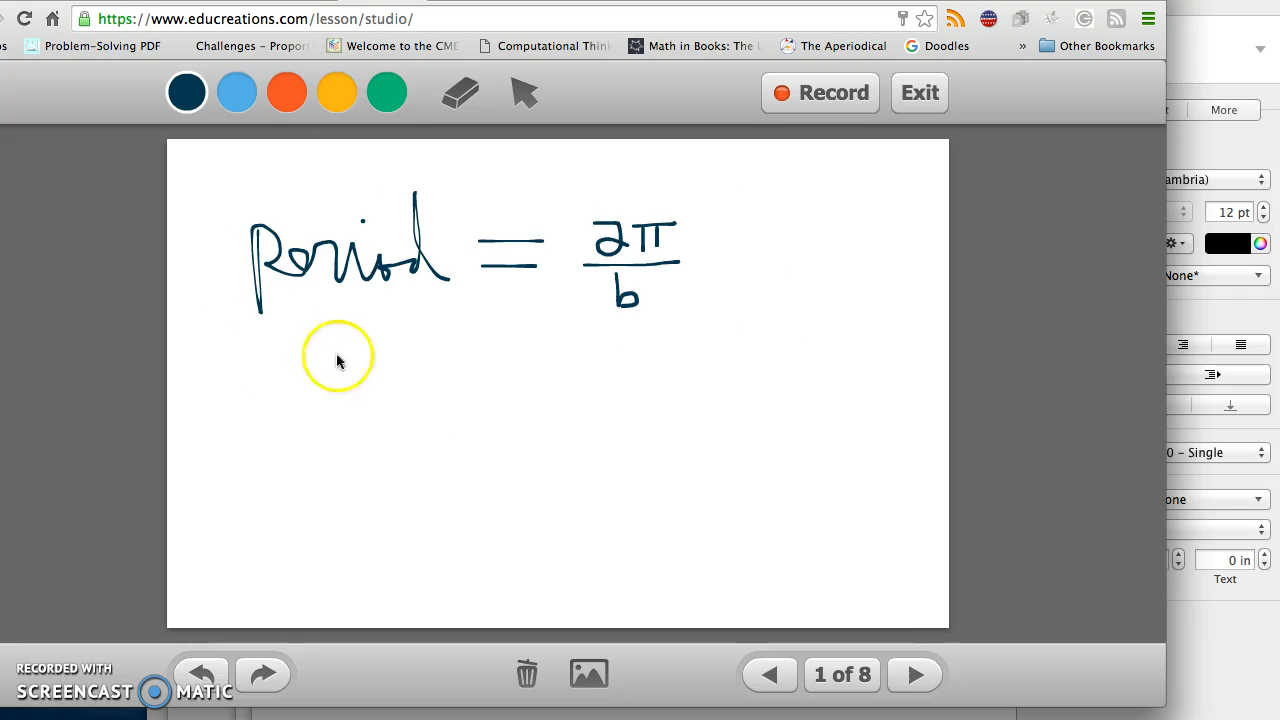 https://www.educreations.com/lesson/studio/
Problem-Solving PDF
Challenges – Propor
Welcome to the CME
Computational Think
Math in Books: The U
The Aperiodical
Doodles
»
Other Bookmarks
Record
Exit
More
ambria)
12 pt
None*
period = 2π/b
0 – Single
one
0 in
Text
1 of 8
RECORDED WITH
SCREENCAST MATIC